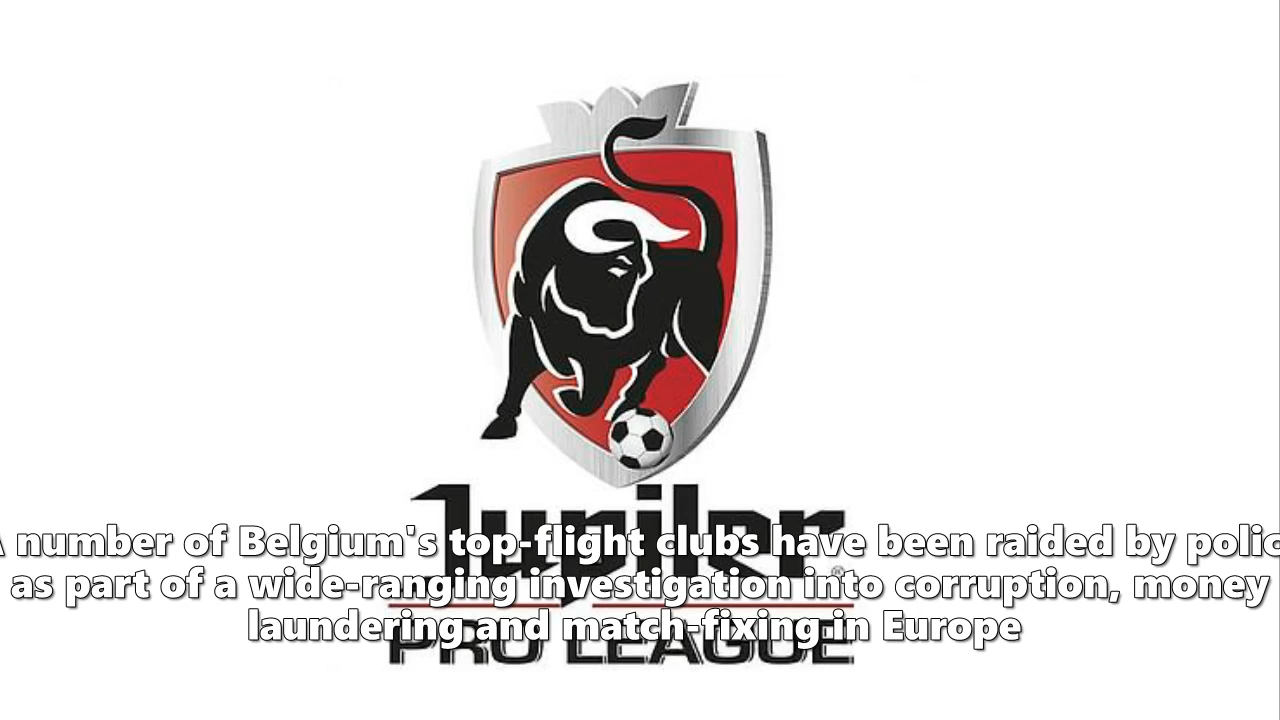 Jupiler
®
A number of Belgium's top-flight clubs have been raided by polic
as part of a wide-ranging investigation into corruption, money
laundering and match-fixing in Europe
PRO LEAGUE